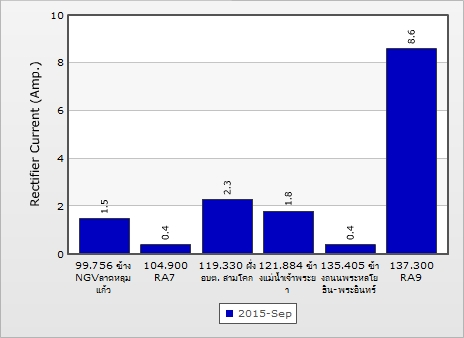 10
8
6
4
2
0
Rectifier Current (Amp.)
1.5
0.4
2.3
1.8
0.4
8.6
99.756 ข้าง
NGVลาดหลุม
แก้ว
104.900
RA7
119.330 ฝั่ง
อบต. สามโคก
121.884 ข้า
งแม่น้ำเจ้าพระย
า
135.405 ข้า
งถนนพระหลโย
ธิน-พระอินทร์
137.300
RA9
2015-Sep